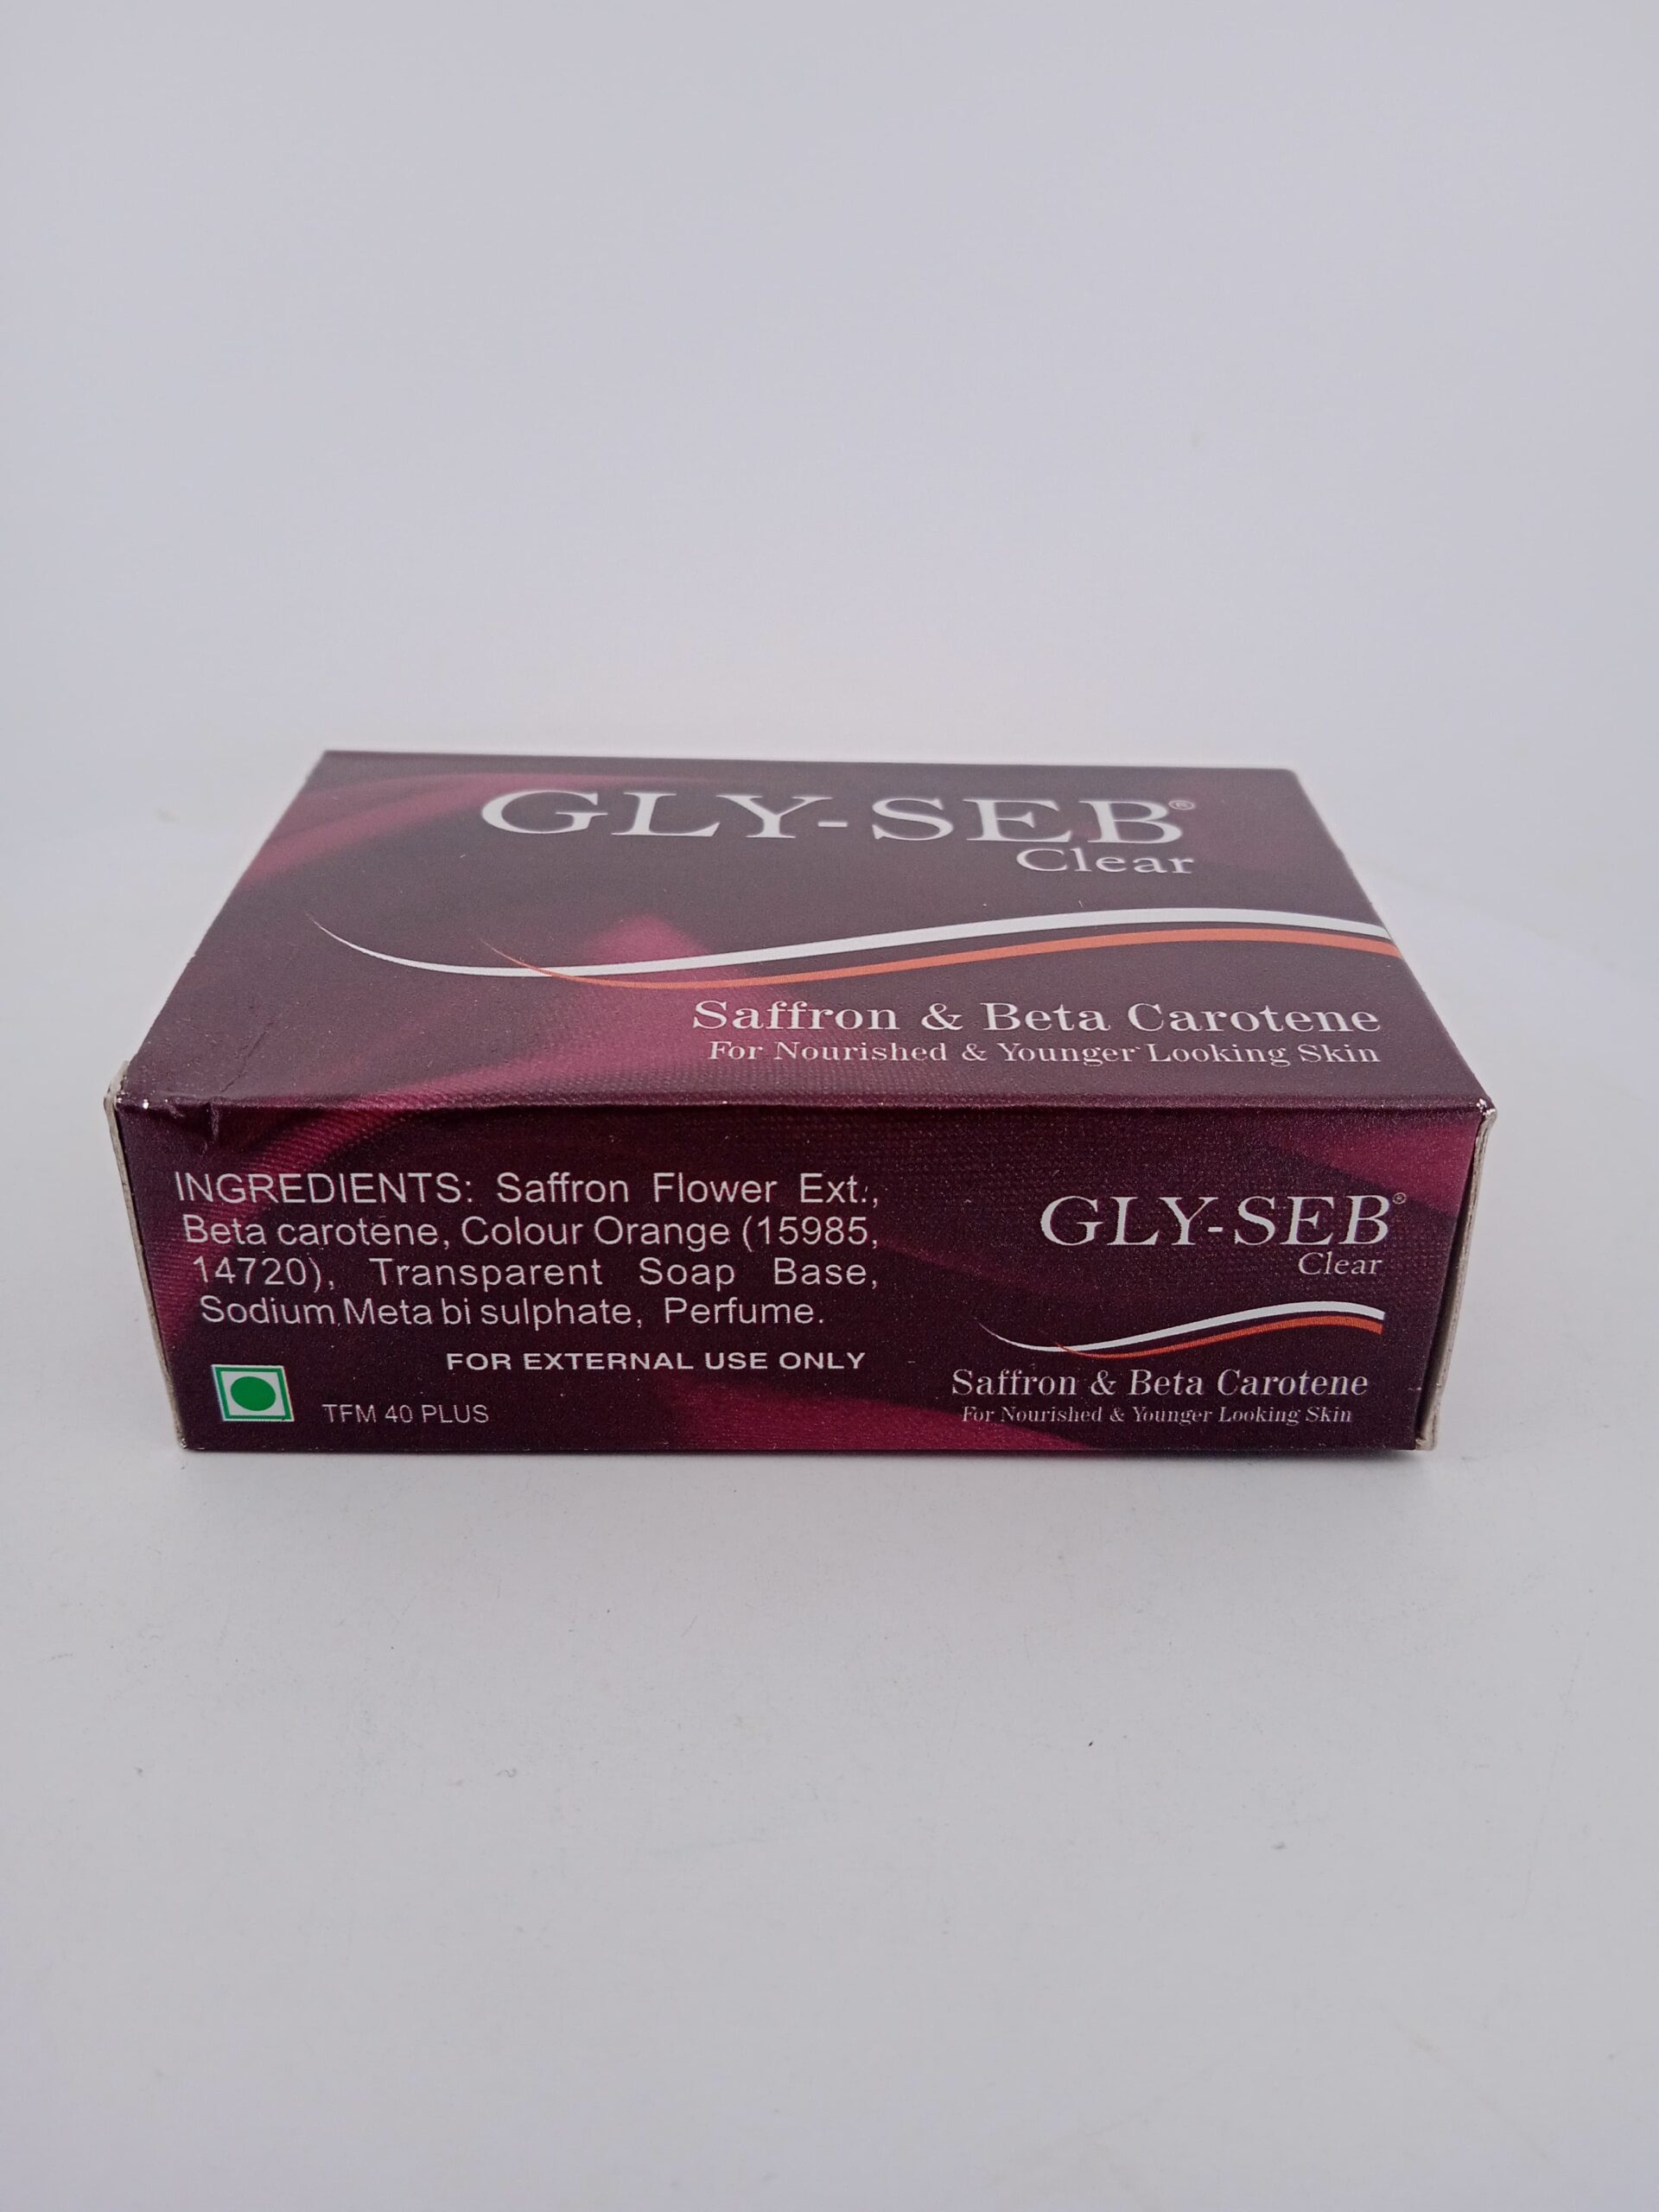 GLY-SEB®
Clear
Saffron & Beta Carotene
For Nourished & Younger Looking Skin
INGREDIENTS: Saffron Flower Ext.,
Beta carotene, Colour Orange (15985,
14720), Transparent Soap Base,
Sodium Meta bi sulphate, Perfume.
FOR EXTERNAL USE ONLY
TFM 40 PLUS
GLY-SEB®
Clear
Saffron & Beta Carotene
For Nourished & Younger Looking Skin